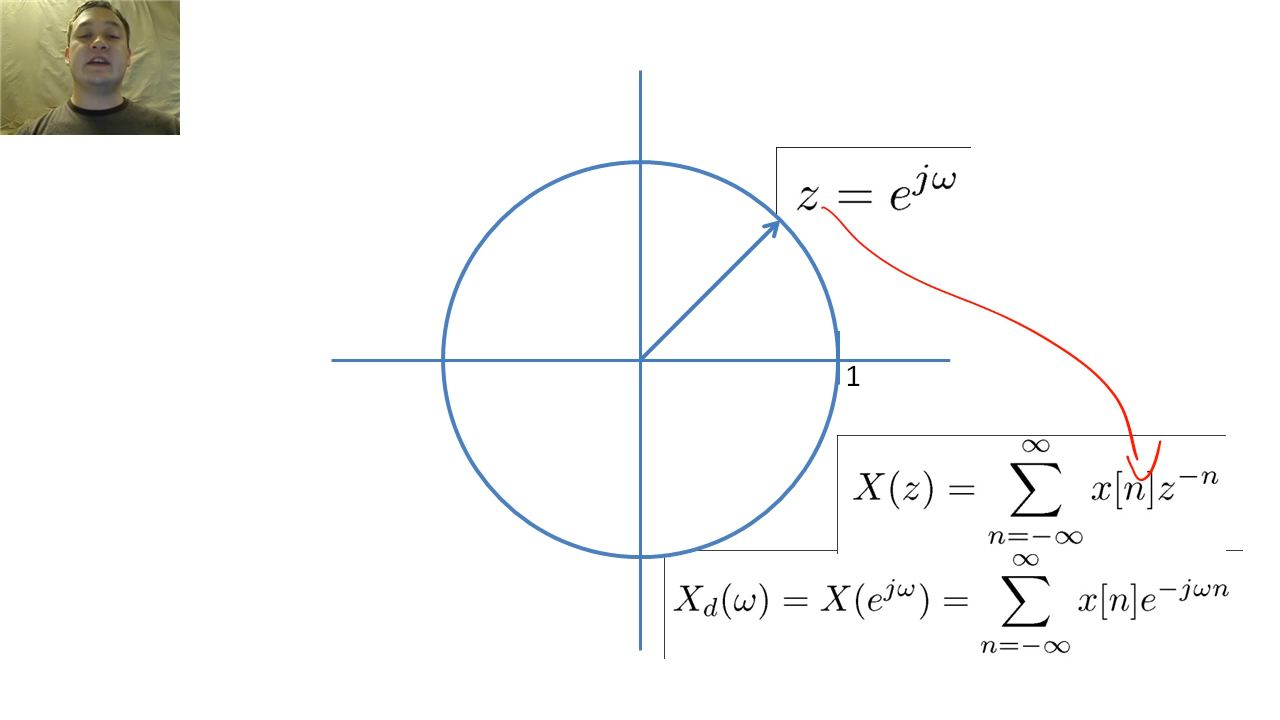 z = e^{jω}
1
X(z) = \sum_{n=-∞}^{∞} x[n]z^{-n}
X_d(ω) = X(e^{jω}) = \sum_{n=-∞}^{∞} x[n]e^{-jωn}